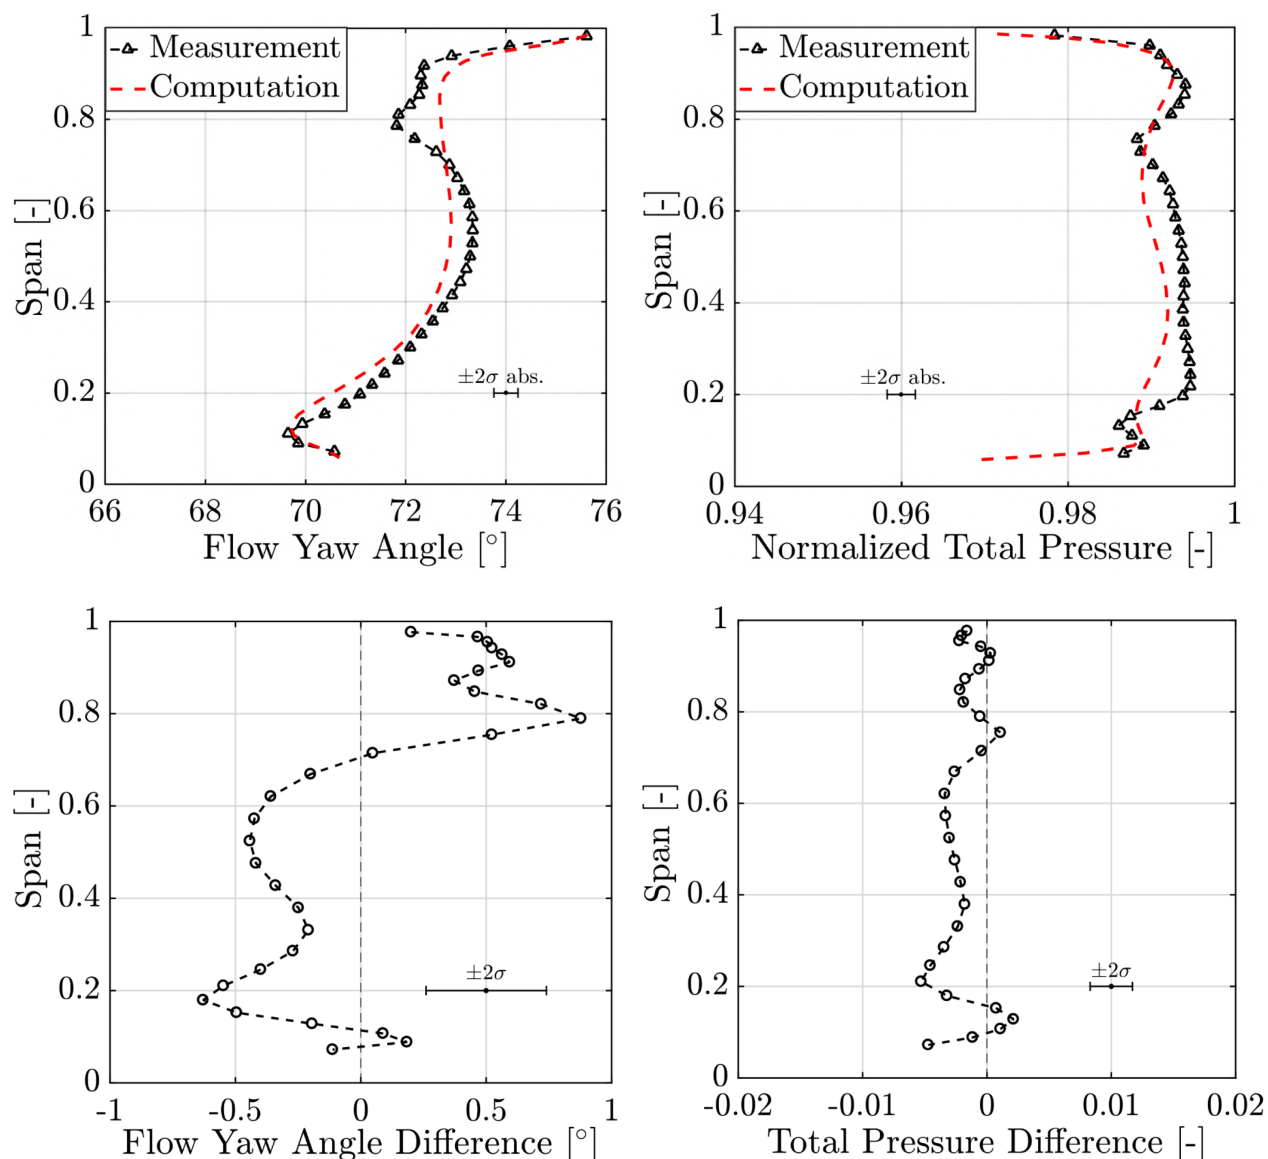 1
0.8
0.6
0.4
0.2
0
Span [-]
Measurement
Computation
±2σ abs.
66 68 70 72 74 76
Flow Yaw Angle [°]
1
0.8
0.6
0.4
0.2
0
Span [-]
Measurement
Computation
±2σ abs.
0.94 0.96 0.98 1
Normalized Total Pressure [-]
1
0.8
0.6
0.4
0.2
0
Span [-]
±2σ
-1 -0.5 0 0.5 1
Flow Yaw Angle Difference [°]
1
0.8
0.6
0.4
0.2
0
Span [-]
±2σ
-0.02 -0.01 0 0.01 0.02
Total Pressure Difference [-]